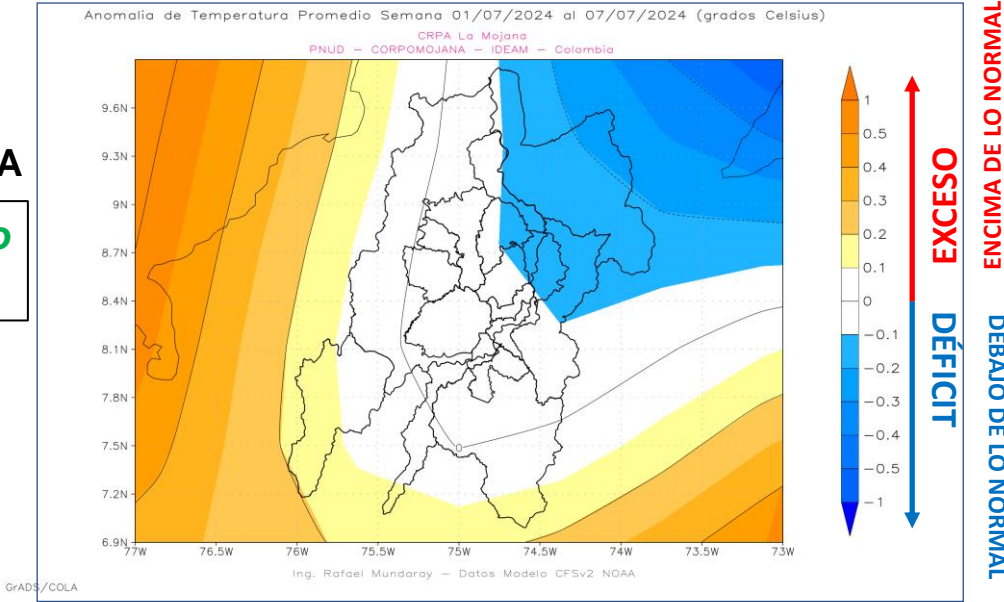 Anomalia de Temperatura Promedio Semana 01/07/2024 al 07/07/2024 (grados Celsius)
CRPA La Mojana
PNUD – CORPOMOJANA – IDEAM – Colombia
A
o
9.6N
9.3N
9N
8.7N
8.4N
8.1N
7.8N
7.5N
7.2N
6.9N
77W
76.5W
76W
75.5W
75W
74.5W
74W
73.5W
73W
0
1
0.5
0.4
0.3
0.2
0.1
0
−0.1
−0.2
−0.3
−0.4
−0.5
−1
EXCESO
DÉFICIT
ENCIMA DE LO NORMAL
DEBAJO DE LO NORMAL
Ing. Rafael Mundaray – Datos Modelo CFSv2 NOAA
GrADS/COLA